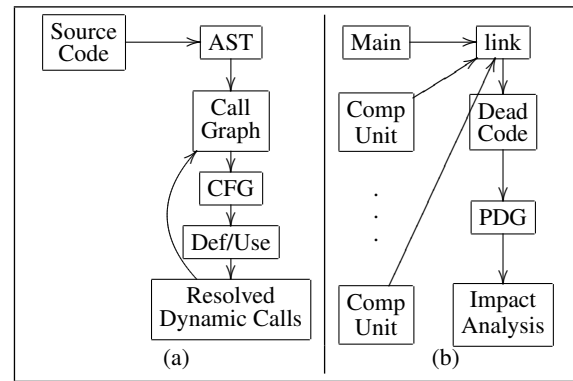 Source
Code
AST
Call
Graph
CFG
Def/Use
Resolved
Dynamic Calls
(a)
Main
link
Comp
Unit
Dead
Code
.
.
.
PDG
Comp
Unit
Impact
Analysis
(b)